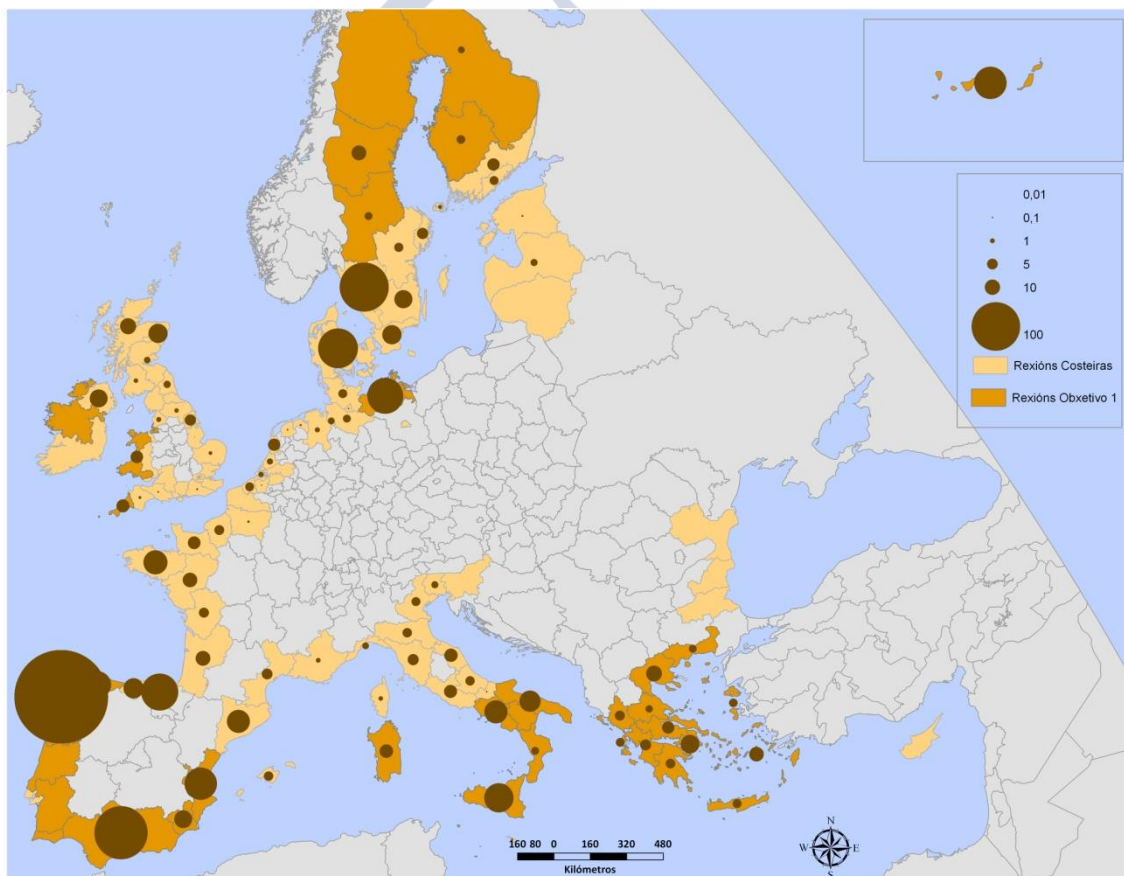 0,01
0,1
1
5
10
100
Rexións Costeiras
Rexións Obxetivo 1
160 80 0 160 320 480
Kilómetros
N
W E
S